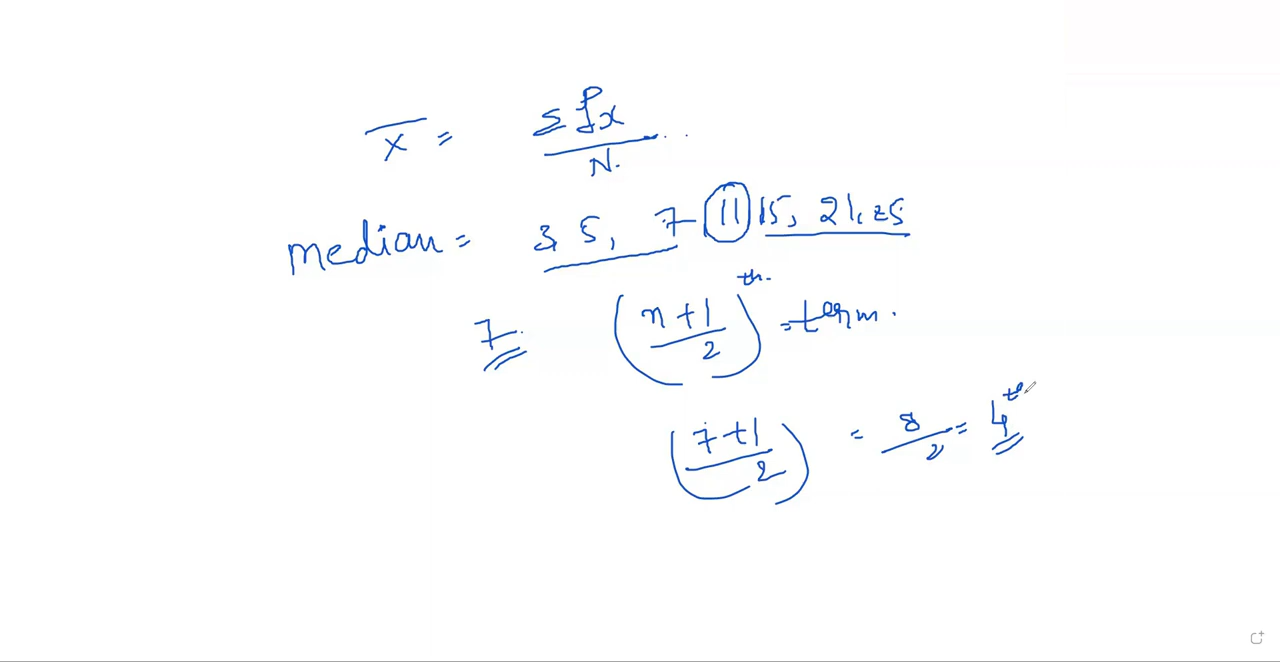 x̄ = Σfx / N.
median = 3, 5, 7 11 15, 21, 25
7 (n+1 / 2)th = term.
(7+1 / 2) = 8 / 2 = 4th